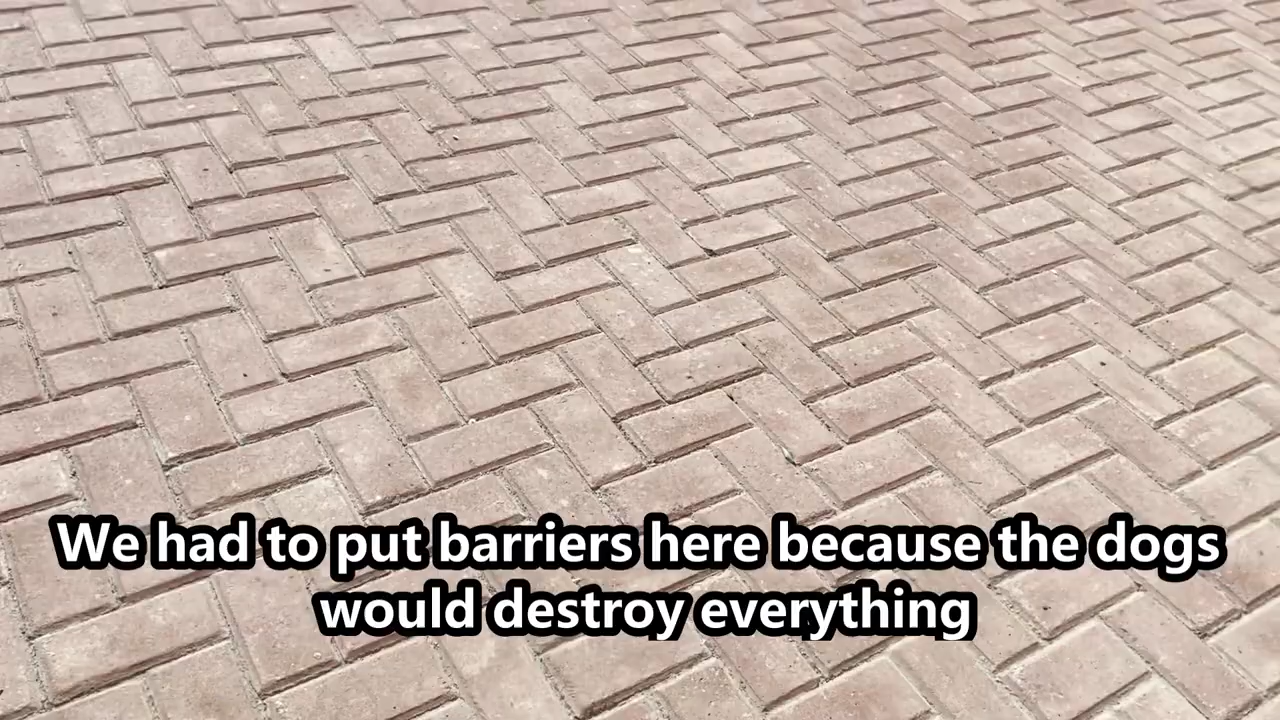 We had to put barriers here because the dogs
would destroy everything